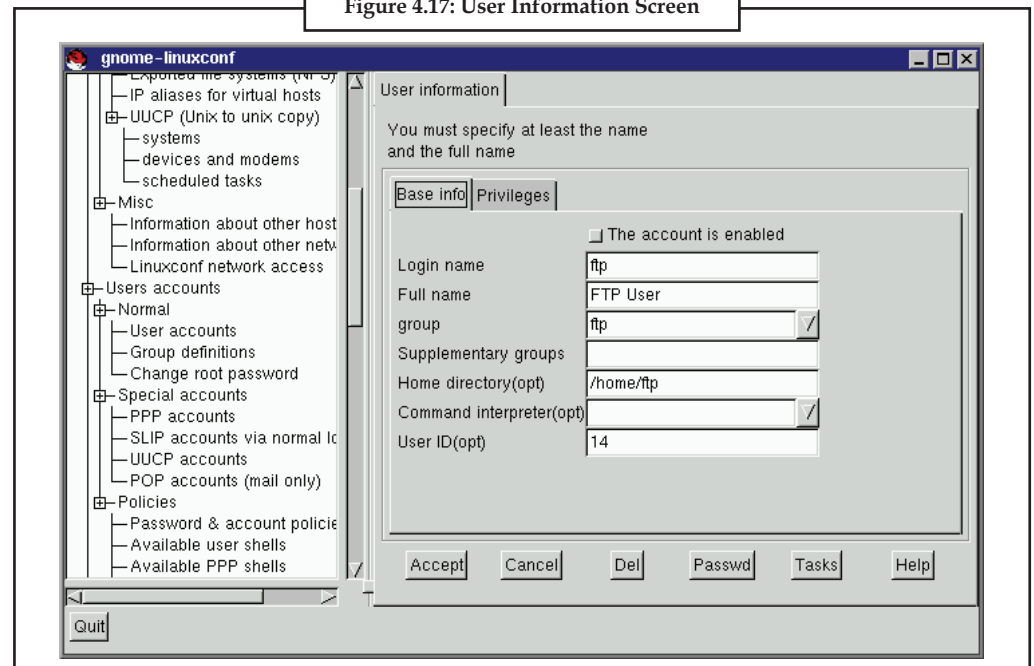 Figure 4.17: User Information Screen
gnome-linuxconf
Exported file systems (NFS)
IP aliases for virtual hosts
UUCP (Unix to unix copy)
systems
devices and modems
scheduled tasks
Misc
Information about other host
Information about other netw
Linuxconf network access
Users accounts
Normal
User accounts
Group definitions
Change root password
Special accounts
PPP accounts
SLIP accounts via normal lo
UUCP accounts
POP accounts (mail only)
Policies
Password & account policie
Available user shells
Available PPP shells
Quit
User information
You must specify at least the name
and the full name
Base info Privileges
The account is enabled
Login name ftp
Full name FTP User
group ftp
Supplementary groups
Home directory(opt) /home/ftp
Command interpreter(opt)
User ID(opt) 14
Accept Cancel Del Passwd Tasks Help